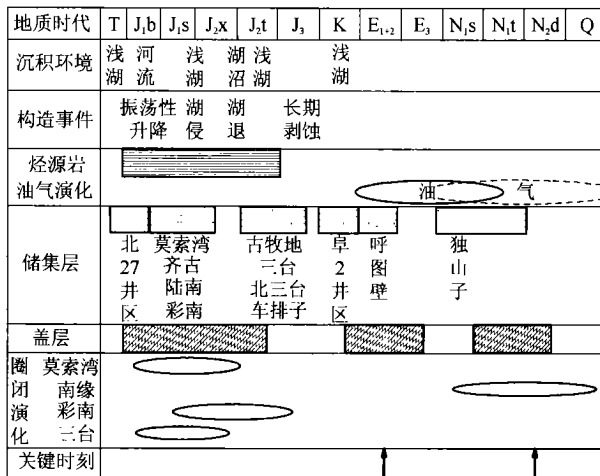 地质时代 T J₁b J₁s J₂x J₂t J₃ K E₁₊₂ E₃ N₁s N₁t N₂d Q
沉积环境 浅湖 河流 浅湖 湖沼 浅湖 浅湖
构造事件 振荡性升降 湖侵 湖退 长期剥蚀
烃源岩
油气演化 油 气
储集层
北27井区
莫索湾
齐古
陆南
彩南
古牧地
三台
北三台
车排子
卓2井区
呼图壁
独山子
盖层
圈闭演化
莫索湾
南缘
彩南
三台
关键时刻